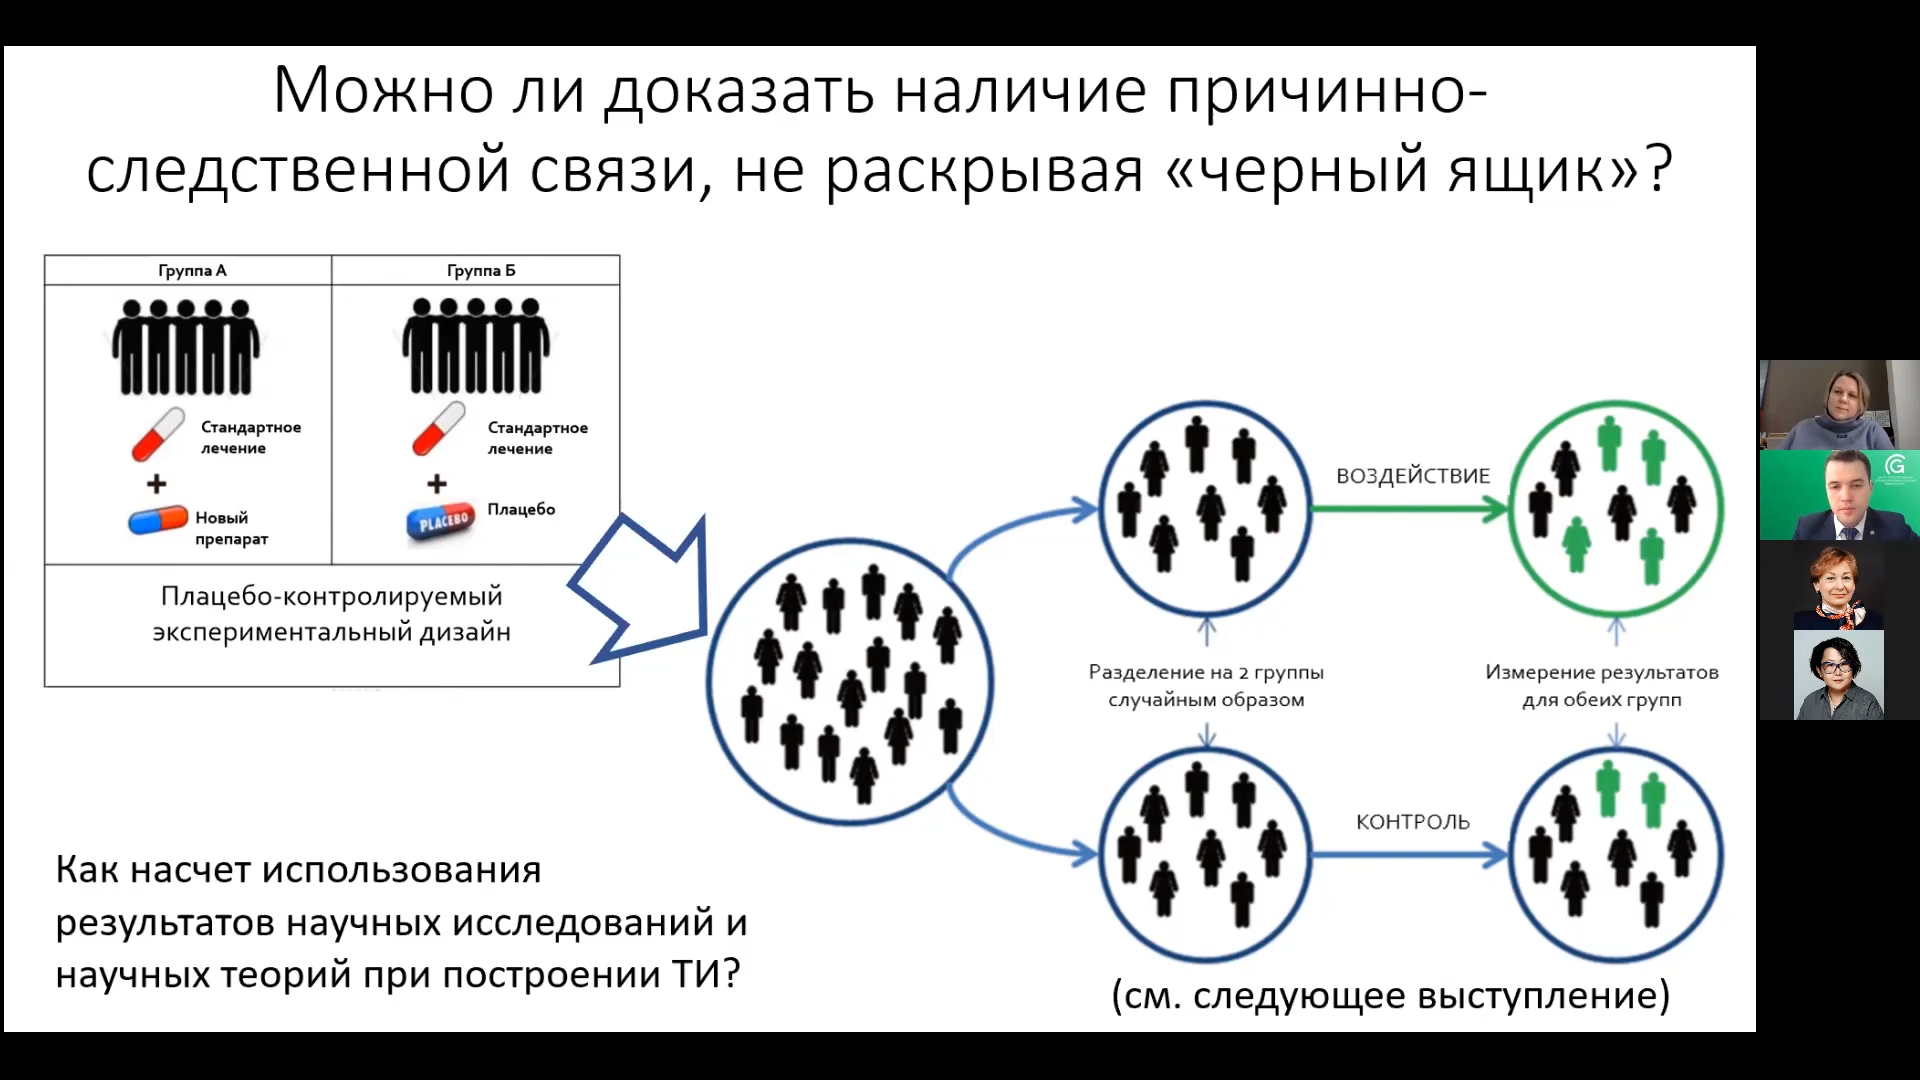 Можно ли доказать наличие причинно-
следственной связи, не раскрывая «черный ящик»?
Группа А
Группа Б
Стандартное
лечение
Стандартное
лечение
+
+
Новый
препарат
PLACEBO
Плацебо
Плацебо-контролируемый
экспериментальный дизайн
ВОЗДЕЙСТВИЕ
Разделение на 2 группы
случайным образом
Измерение результатов
для обеих групп
КОНТРОЛЬ
Как насчет использования
результатов научных исследований и
научных теорий при построении ТИ?
(см. следующее выступление)